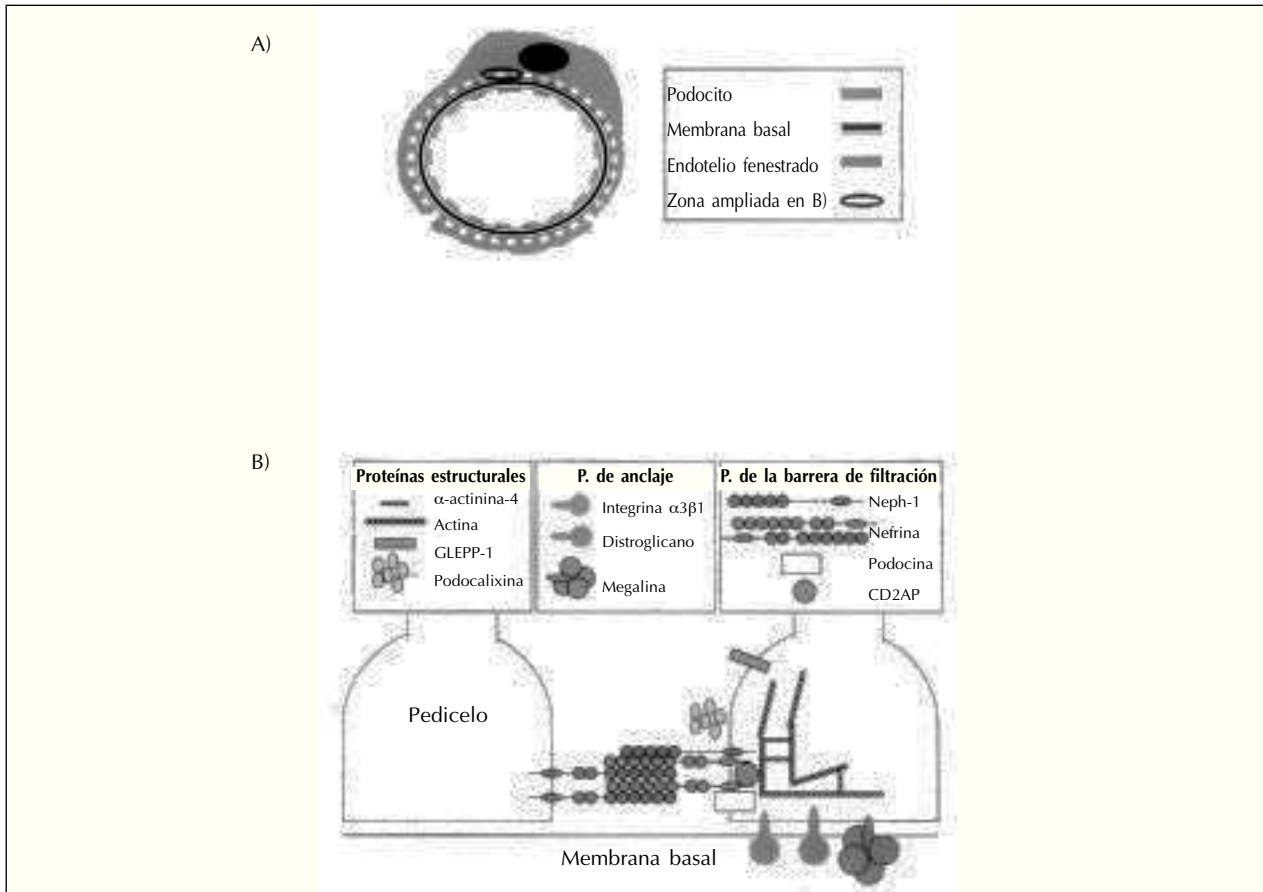 A)
Podocito
Membrana basal
Endotelio fenestrado
Zona ampliada en B)
B)
Proteínas estructurales
α-actinina-4
Actina
GLEPP-1
Podocalixina
P. de anclaje
Integrina α3β1
Distroglicano
Megalina
P. de la barrera de filtración
Neph-1
Nefrina
Podocina
CD2AP
Pedicelo
Membrana basal